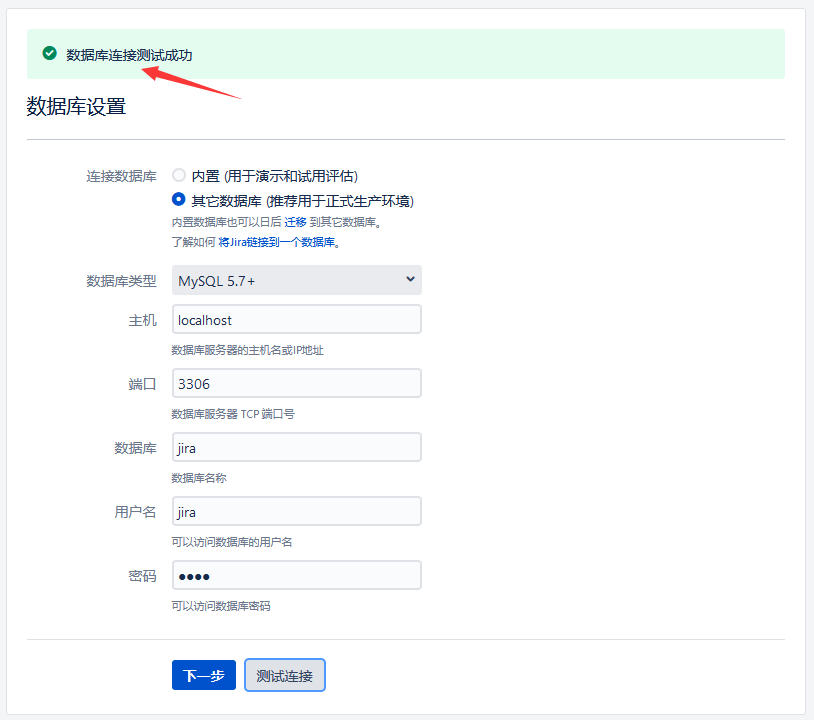 数据库连接测试成功
数据库设置
连接数据库
内置 (用于演示和试用评估)
其它数据库 (推荐用于正式生产环境)
内置数据库也可以日后 迁移 到其它数据库。
了解如何 将Jira链接到一个数据库。
数据库类型
MySQL 5.7+
主机
localhost
数据库服务器的主机名或IP地址
端口
3306
数据库服务器 TCP 端口号
数据库
jira
数据库名称
用户名
jira
可以访问数据库的用户名
密码
●●●●
可以访问数据库密码
下一步 测试连接